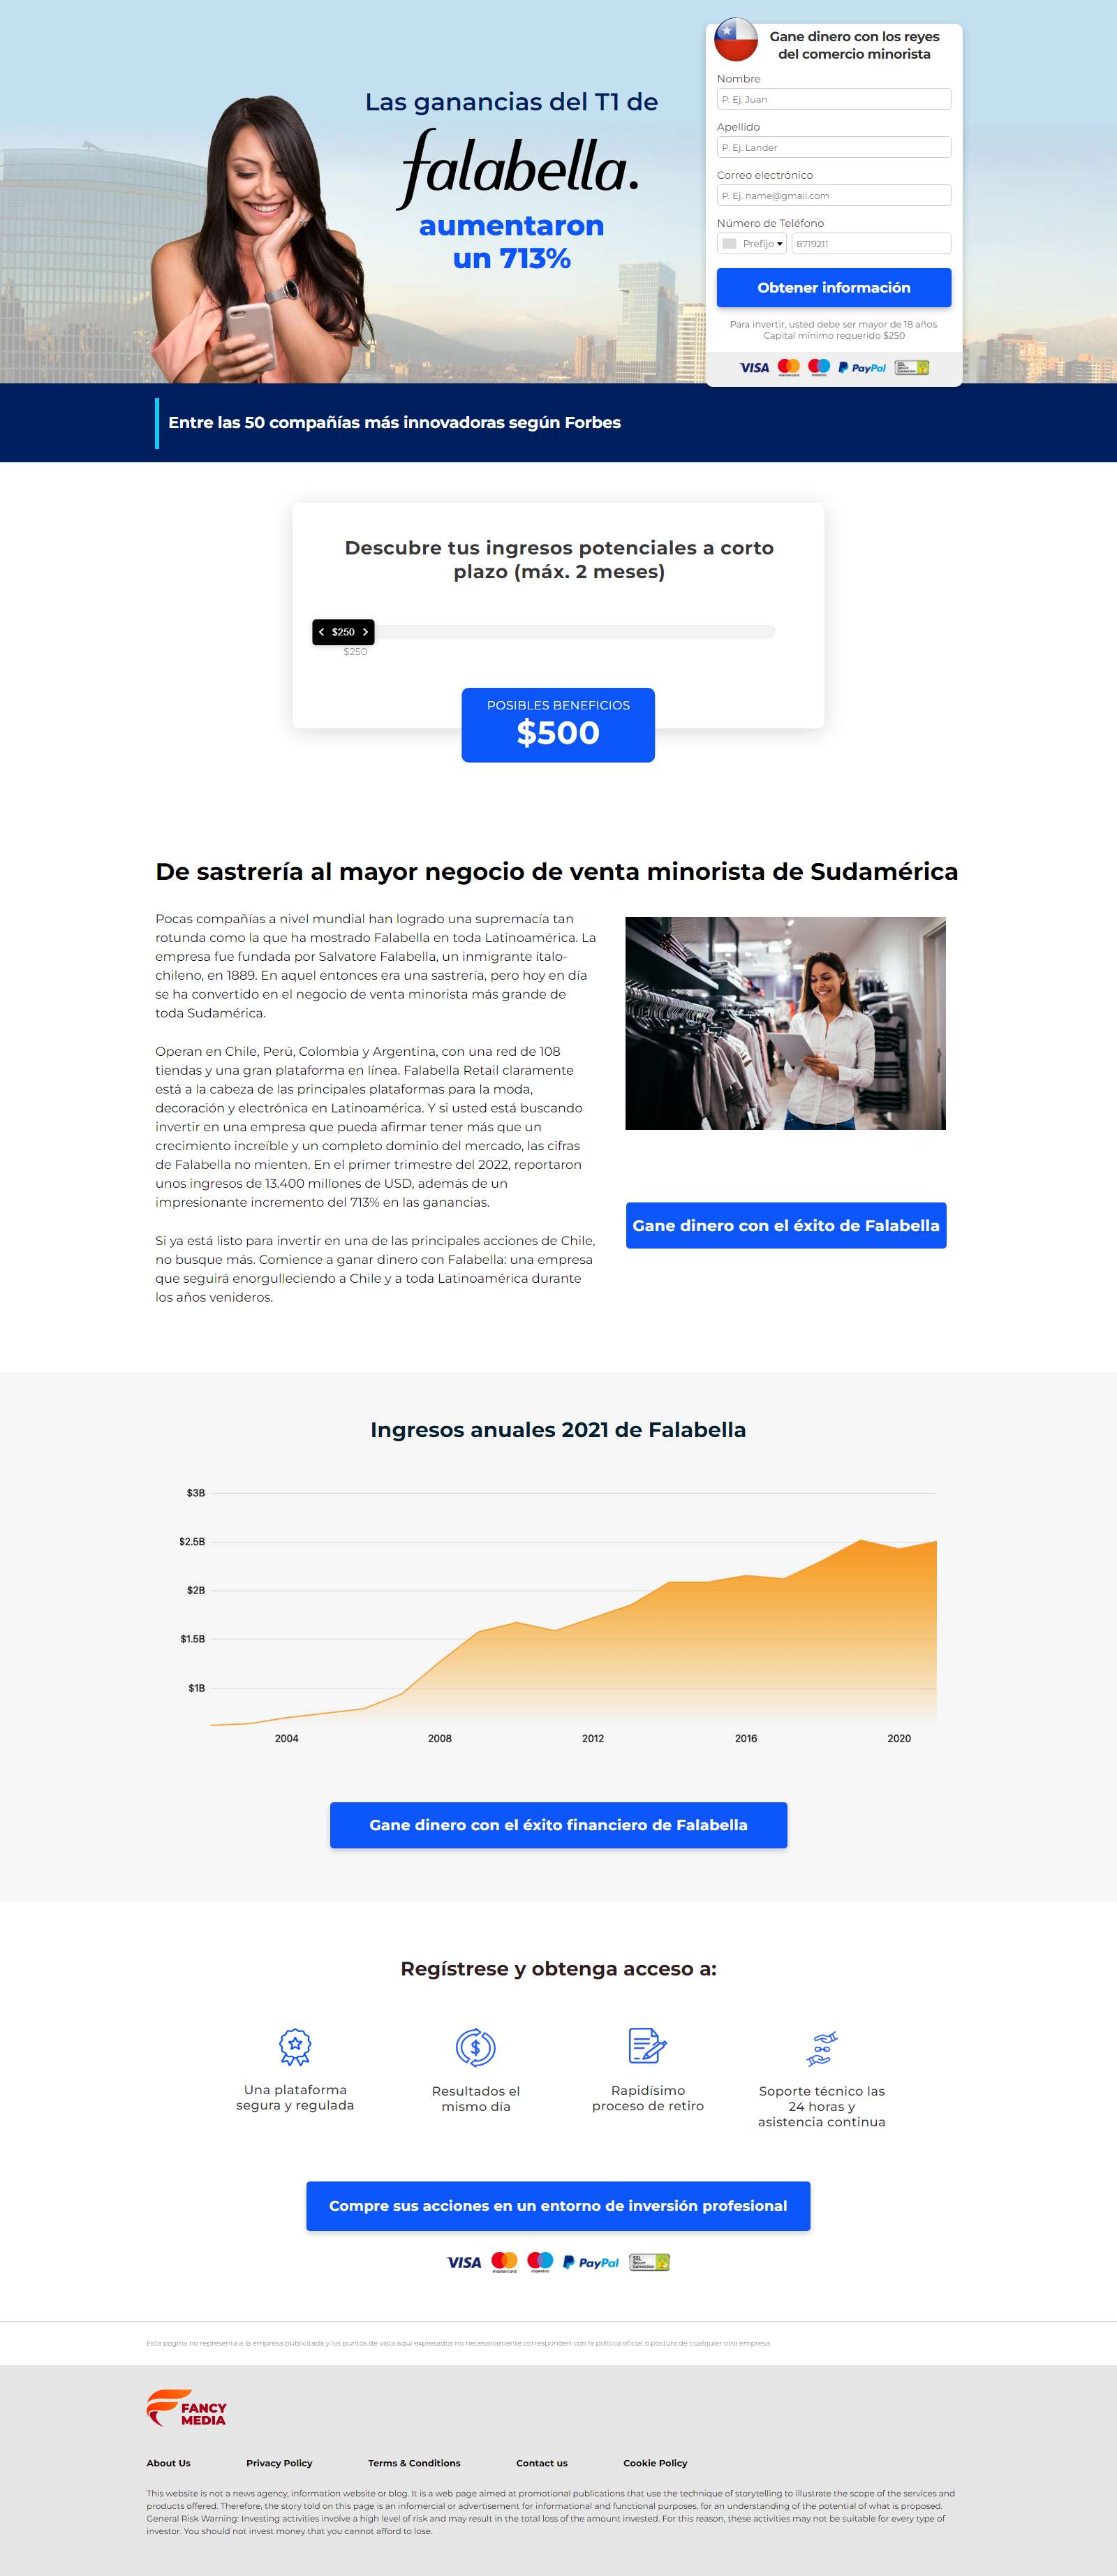 Las ganancias del T1 de
falabella.
aumentaron
un 713%
Gane dinero con los reyes
del comercio minorista
Nombre
P. Ej. Juan
Apellido
P. Ej. Lander
Correo electrónico
P. Ej. name@gmail.com
Número de Teléfono
Prefijo 8719211
Obtener información
Para invertir, usted debe ser mayor de 18 años.
Capital mínimo requerido $250
VISA mastercard maestro PayPal SSL Secure Connection
Entre las 50 compañías más innovadoras según Forbes
Descubre tus ingresos potenciales a corto
plazo (máx. 2 meses)
$250
$250
POSIBLES BENEFICIOS
$500
De sastrería al mayor negocio de venta minorista de Sudamérica
Pocas compañías a nivel mundial han logrado una supremacía tan
rotunda como la que ha mostrado Falabella en toda Latinoamérica. La
empresa fue fundada por Salvatore Falabella, un inmigrante ítalo-
chileno, en 1889. En aquel entonces era una sastrería, pero hoy en día
se ha convertido en el negocio de venta minorista más grande de
toda Sudamérica.
Operan en Chile, Perú, Colombia y Argentina, con una red de 108
tiendas y una gran plataforma en línea. Falabella Retail claramente
está a la cabeza de las principales plataformas para la moda,
decoración y electrónica en Latinoamérica. Y si usted está buscando
invertir en una empresa que pueda afirmar tener más que un
crecimiento increíble y un completo dominio del mercado, las cifras
de Falabella no mienten. En el primer trimestre del 2022, reportaron
unos ingresos de 13.400 millones de USD, además de un
impresionante incremento del 713% en las ganancias.
Si ya está listo para invertir en una de las principales acciones de Chile,
no busque más. Comience a ganar dinero con Falabella: una empresa
que seguirá enorgulleciendo a Chile y a toda Latinoamérica durante
los años venideros.
Gane dinero con el éxito de Falabella
Ingresos anuales 2021 de Falabella
$3B
$2.5B
$2B
$1.5B
$1B
2004 2008 2012 2016 2020
Gane dinero con el éxito financiero de Falabella
Regístrese y obtenga acceso a:
Una plataforma
segura y regulada
Resultados el
mismo día
Rapidísimo
proceso de retiro
Soporte técnico las
24 horas y
asistencia continua
Compre sus acciones en un entorno de inversión profesional
VISA mastercard maestro PayPal SSL Secure Connection
Esta página no representa a la empresa publicitada y los puntos de vista aquí expresados no necesariamente corresponden con la política oficial o postura de cualquier otra empresa.
FANCY
MEDIA
About Us Privacy Policy Terms & Conditions Contact us Cookie Policy
This website is not a news agency, information website or blog. It is a web page aimed at promotional publications that use the technique of storytelling to illustrate the scope of the services and
products offered. Therefore, the story told on this page is an infomercial or advertisement for informational and functional purposes, for an understanding of the potential of what is proposed.
General Risk Warning: Investing activities involve a high level of risk and may result in the total loss of the amount invested. For this reason, these activities may not be suitable for every type of
investor. You should not invest money that you cannot afford to lose.